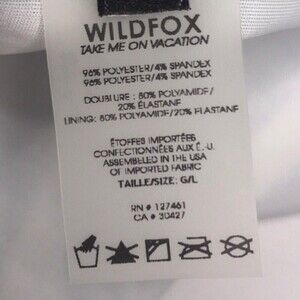 WILDFOX
TAKE ME ON VACATION
96% POLYESTER/4% SPANDEX
96% POLYESTER/4% SPANDEX
DOUBLURE : 80% POLYAMIDE/
20% ÉLASTANE
LINING: 80% POLYAMIDE/20% ELASTANE
ÉTOFFES IMPORTÉES
CONFECTIONNÉES AUX É.-U.
ASSEMBLED IN THE USA
OF IMPORTED FABRIC
TAILLE/SIZE: G/L
RN # 127461
CA # 30427